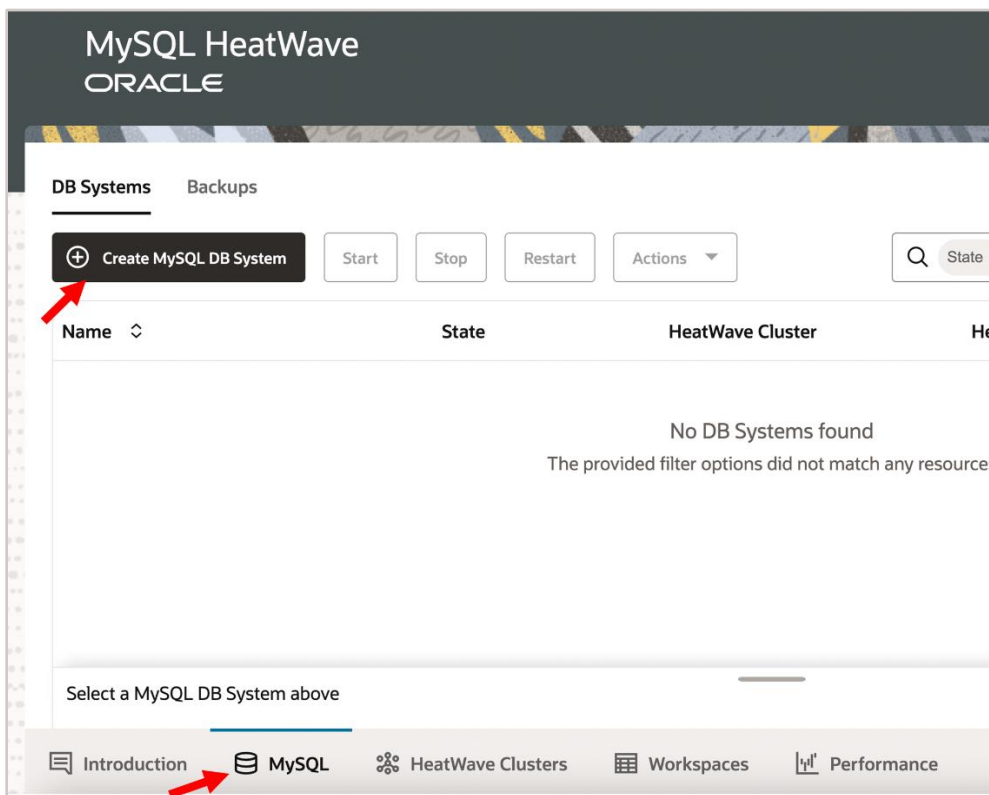 MySQL HeatWave
ORACLE
DB Systems Backups
Create MySQL DB System Start Stop Restart Actions State
Name State HeatWave Cluster He
No DB Systems found
The provided filter options did not match any resource
Select a MySQL DB System above
Introduction MySQL HeatWave Clusters Workspaces Performance